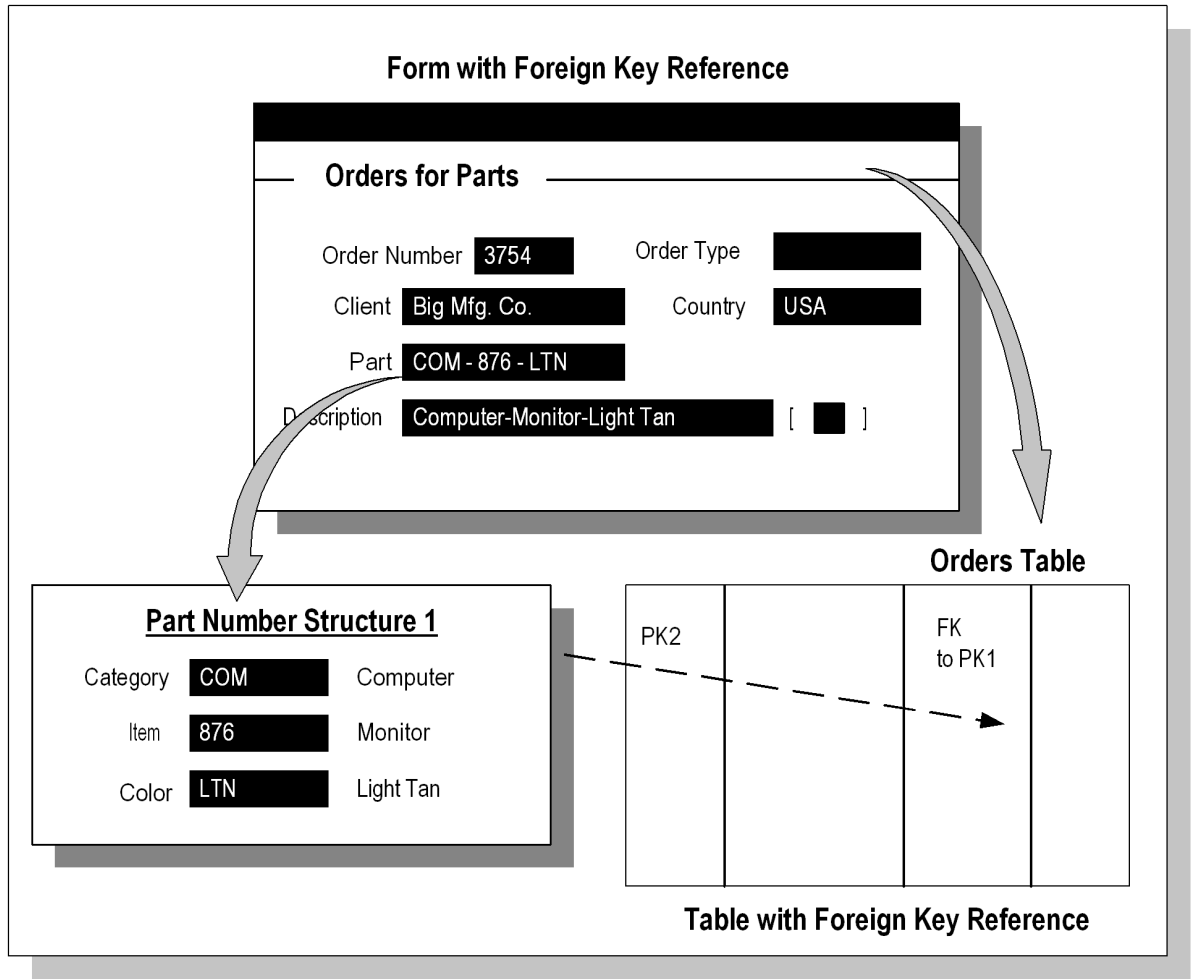 Form with Foreign Key Reference
Orders for Parts
Order Number 3754 Order Type
Client Big Mfg. Co. Country USA
Part COM - 876 - LTN
Description Computer-Monitor-Light Tan [ ]
Orders Table
Part Number Structure 1
Category COM Computer
Item 876 Monitor
Color LTN Light Tan
PK2
FK
to PK1
Table with Foreign Key Reference